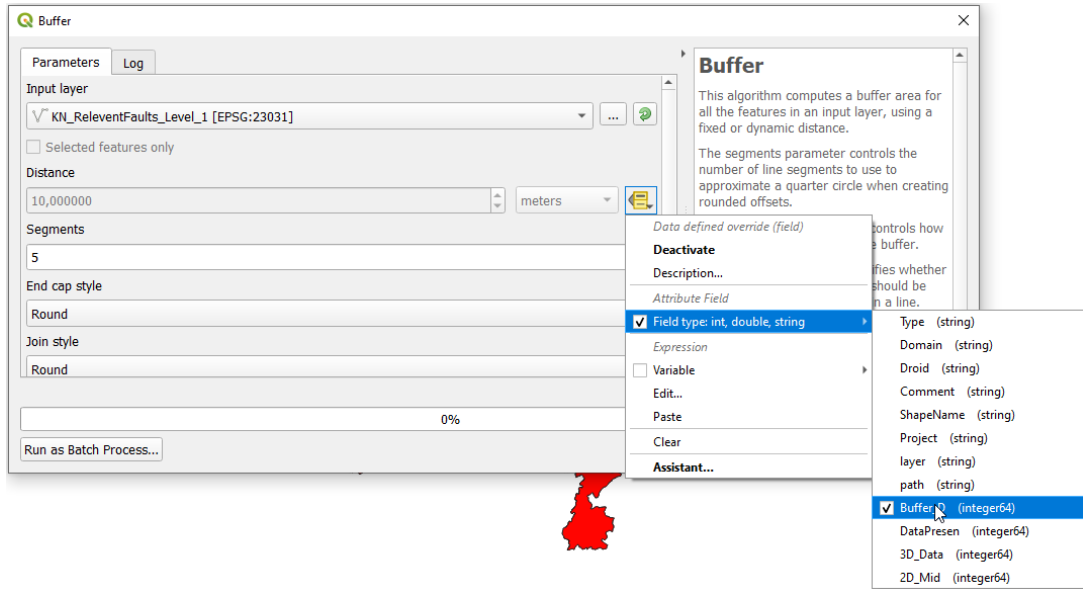 Buffer
Parameters
Log
Input layer
KN_ReleventFaults_Level_1 [EPSG:23031]
...
Selected features only
Distance
10,000000
meters
Segments
5
End cap style
Round
Join style
Round
0%
Run as Batch Process...
Buffer
This algorithm computes a buffer area for
all the features in an input layer, using a
fixed or dynamic distance.
The segments parameter controls the
number of line segments to use to
approximate a quarter circle when creating
rounded offsets.
controls how
buffer.
ifies whether
should be
n a line.
Data defined override (field)
Deactivate
Description...
Attribute Field
Field type: int, double, string
Expression
Variable
Edit...
Paste
Clear
Assistant...
Type (string)
Domain (string)
Droid (string)
Comment (string)
ShapeName (string)
Project (string)
layer (string)
path (string)
Buffer_D (integer64)
DataPresen (integer64)
3D_Data (integer64)
2D_Mid (integer64)